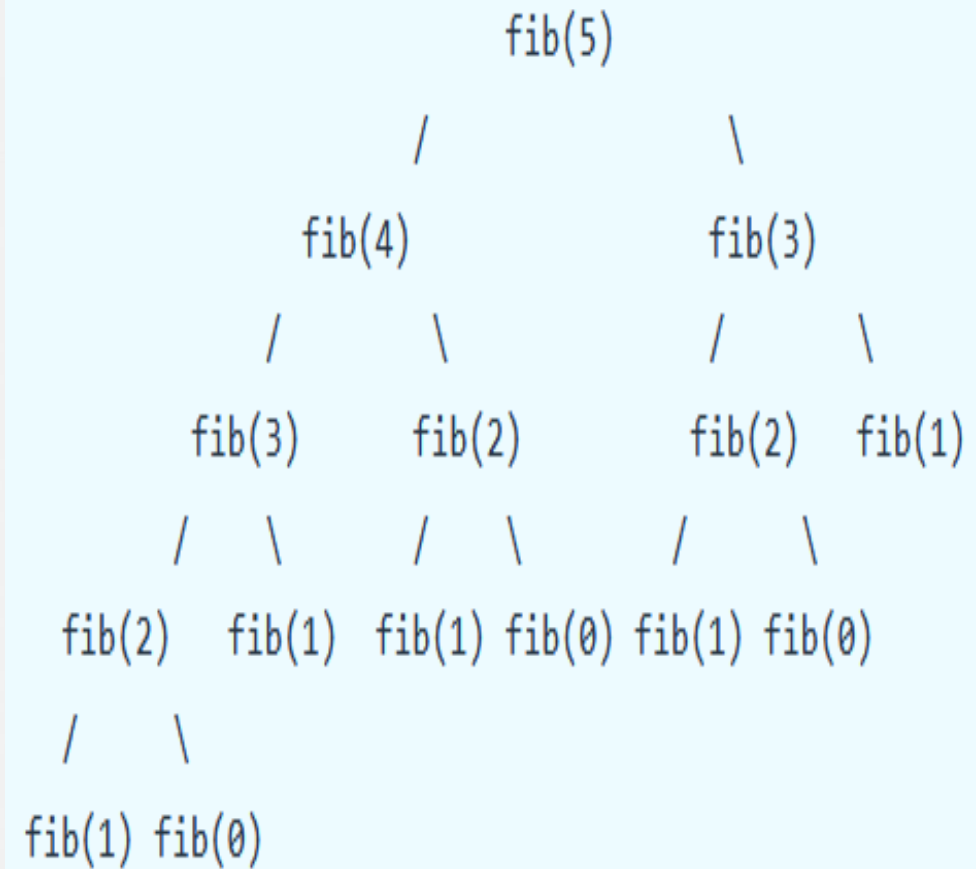 fib(5)
/ \
fib(4) fib(3)
/ \ / \
fib(3) fib(2) fib(2) fib(1)
/ \ / \ / \
fib(2) fib(1) fib(1) fib(0) fib(1) fib(0)
/ \
fib(1) fib(0)